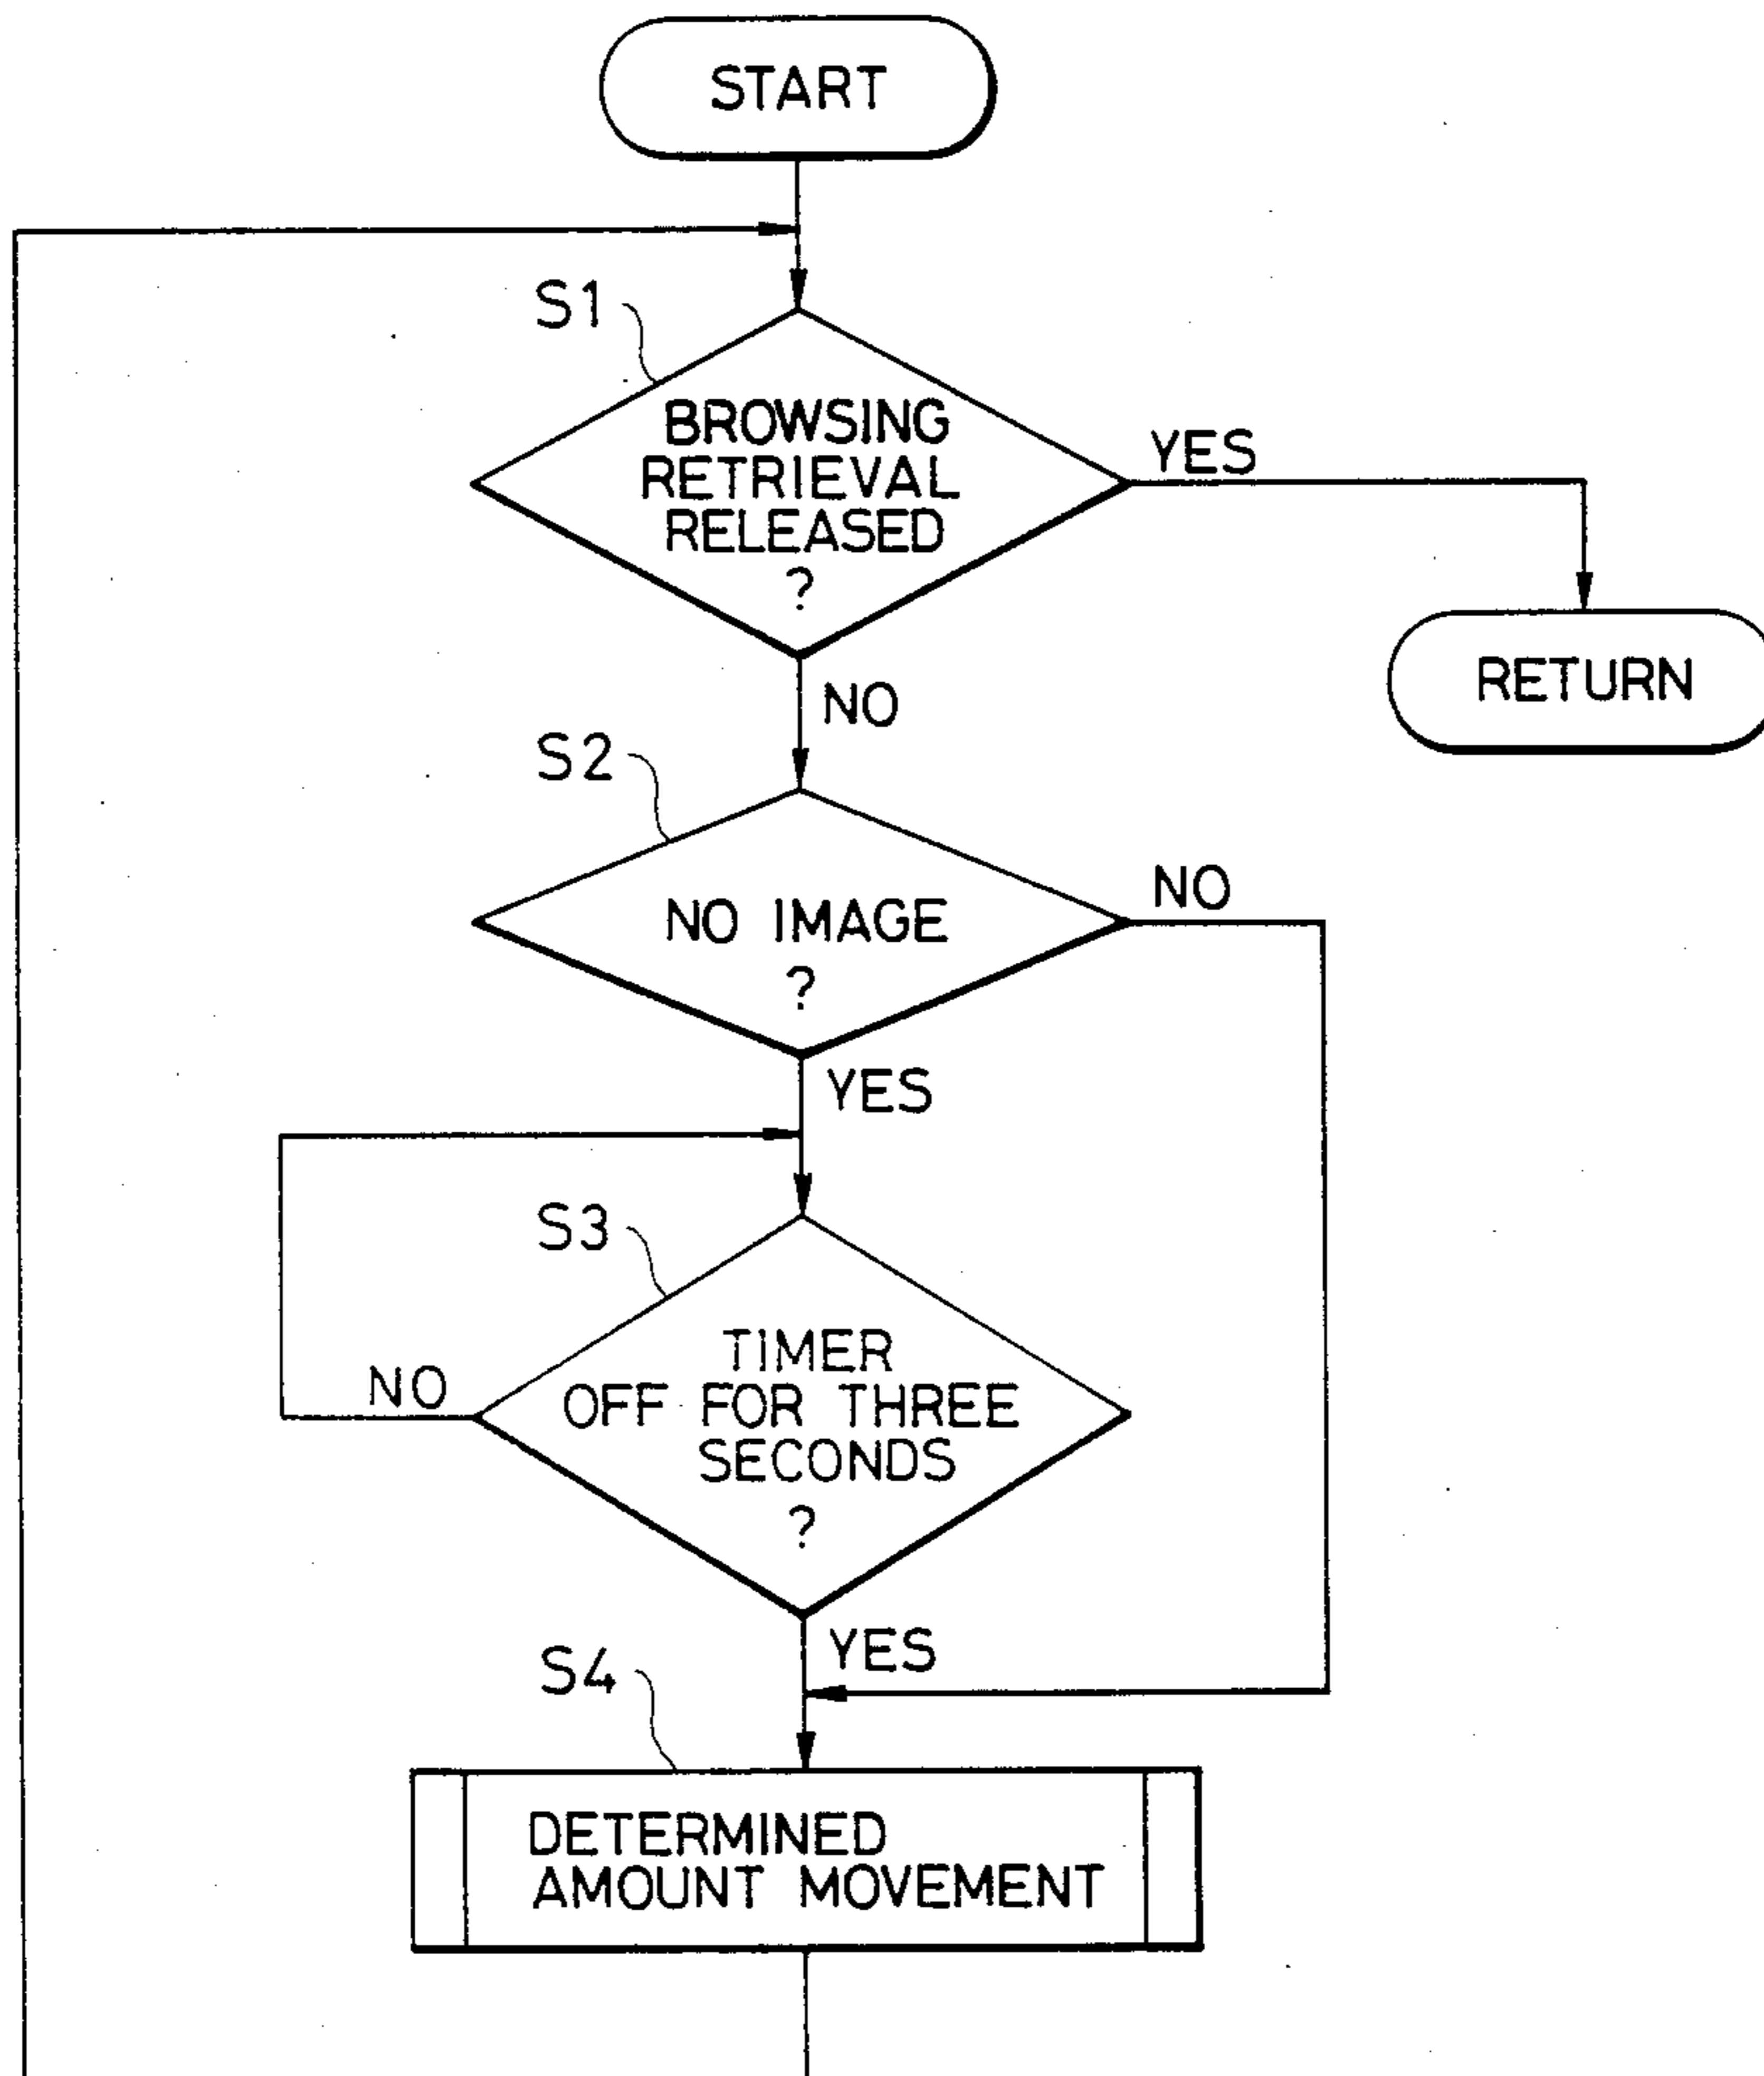 START
S1
BROWSING
RETRIEVAL
RELEASED
?
YES
RETURN
NO
S2
NO IMAGE
?
NO
YES
S3
TIMER
OFF FOR THREE
SECONDS
?
NO
YES
S4
DETERMINED
AMOUNT MOVEMENT